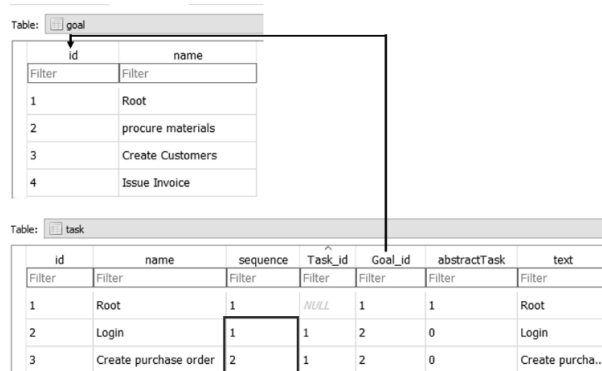 Table: goal
id name
Filter Filter
1 Root
2 procure materials
3 Create Customers
4 Issue Invoice
Table: task
id name sequence Task_id Goal_id abstractTask text
Filter Filter Filter Filter Filter Filter Filter
1 Root 1 NULL 1 1 Root
2 Login 1 1 2 0 Login
3 Create purchase order 2 1 2 0 Create purcha...